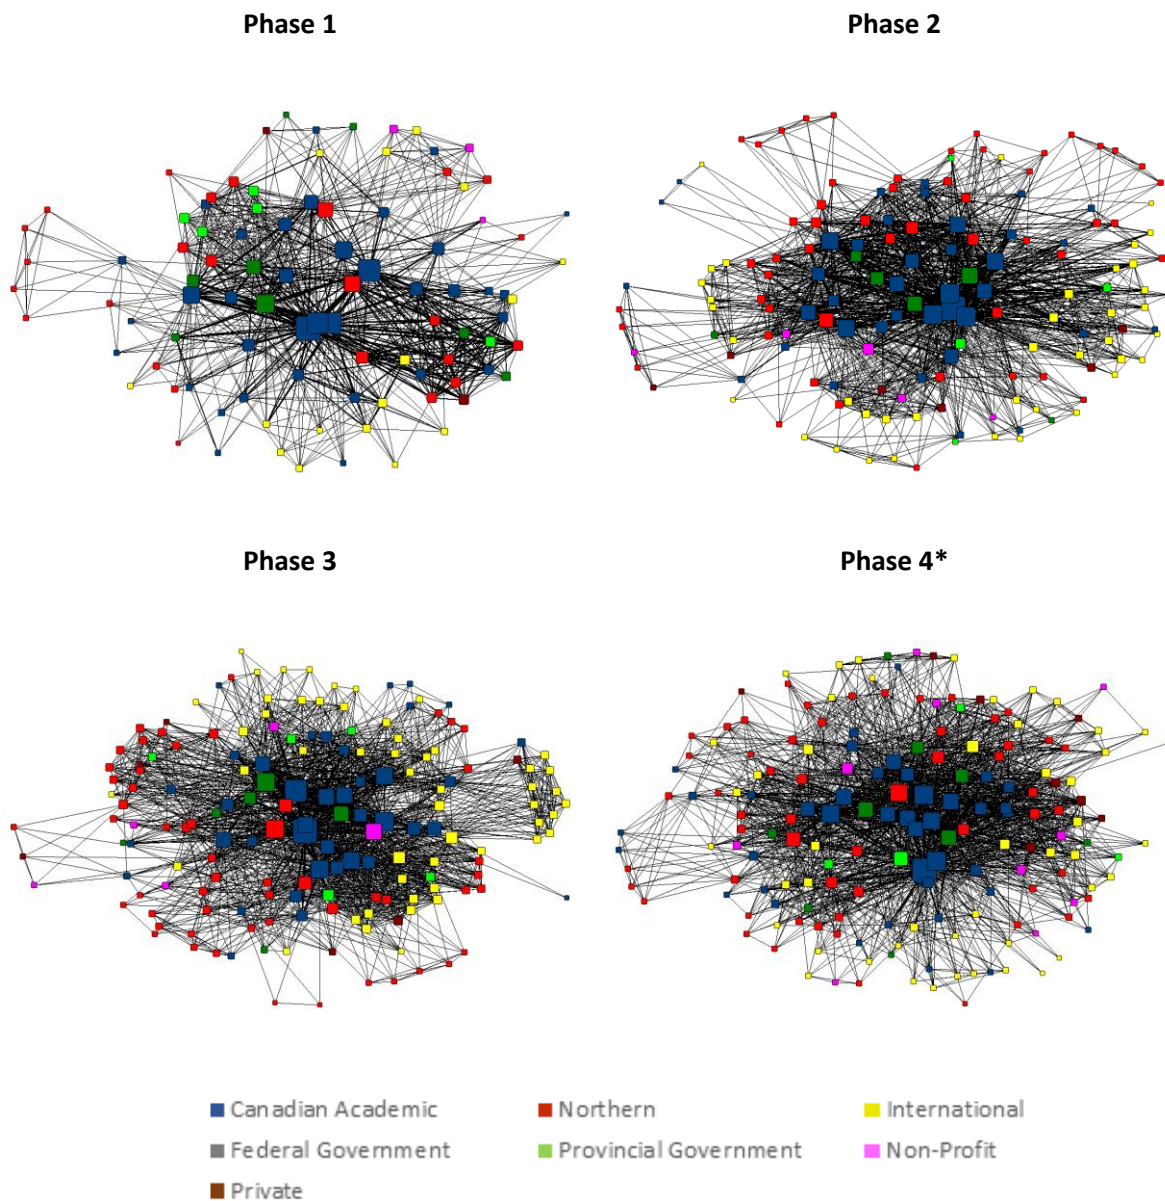 Phase 1
Phase 2
Phase 3
Phase 4*
Canadian Academic
Northern
International
Federal Government
Provincial Government
Non-Profit
Private